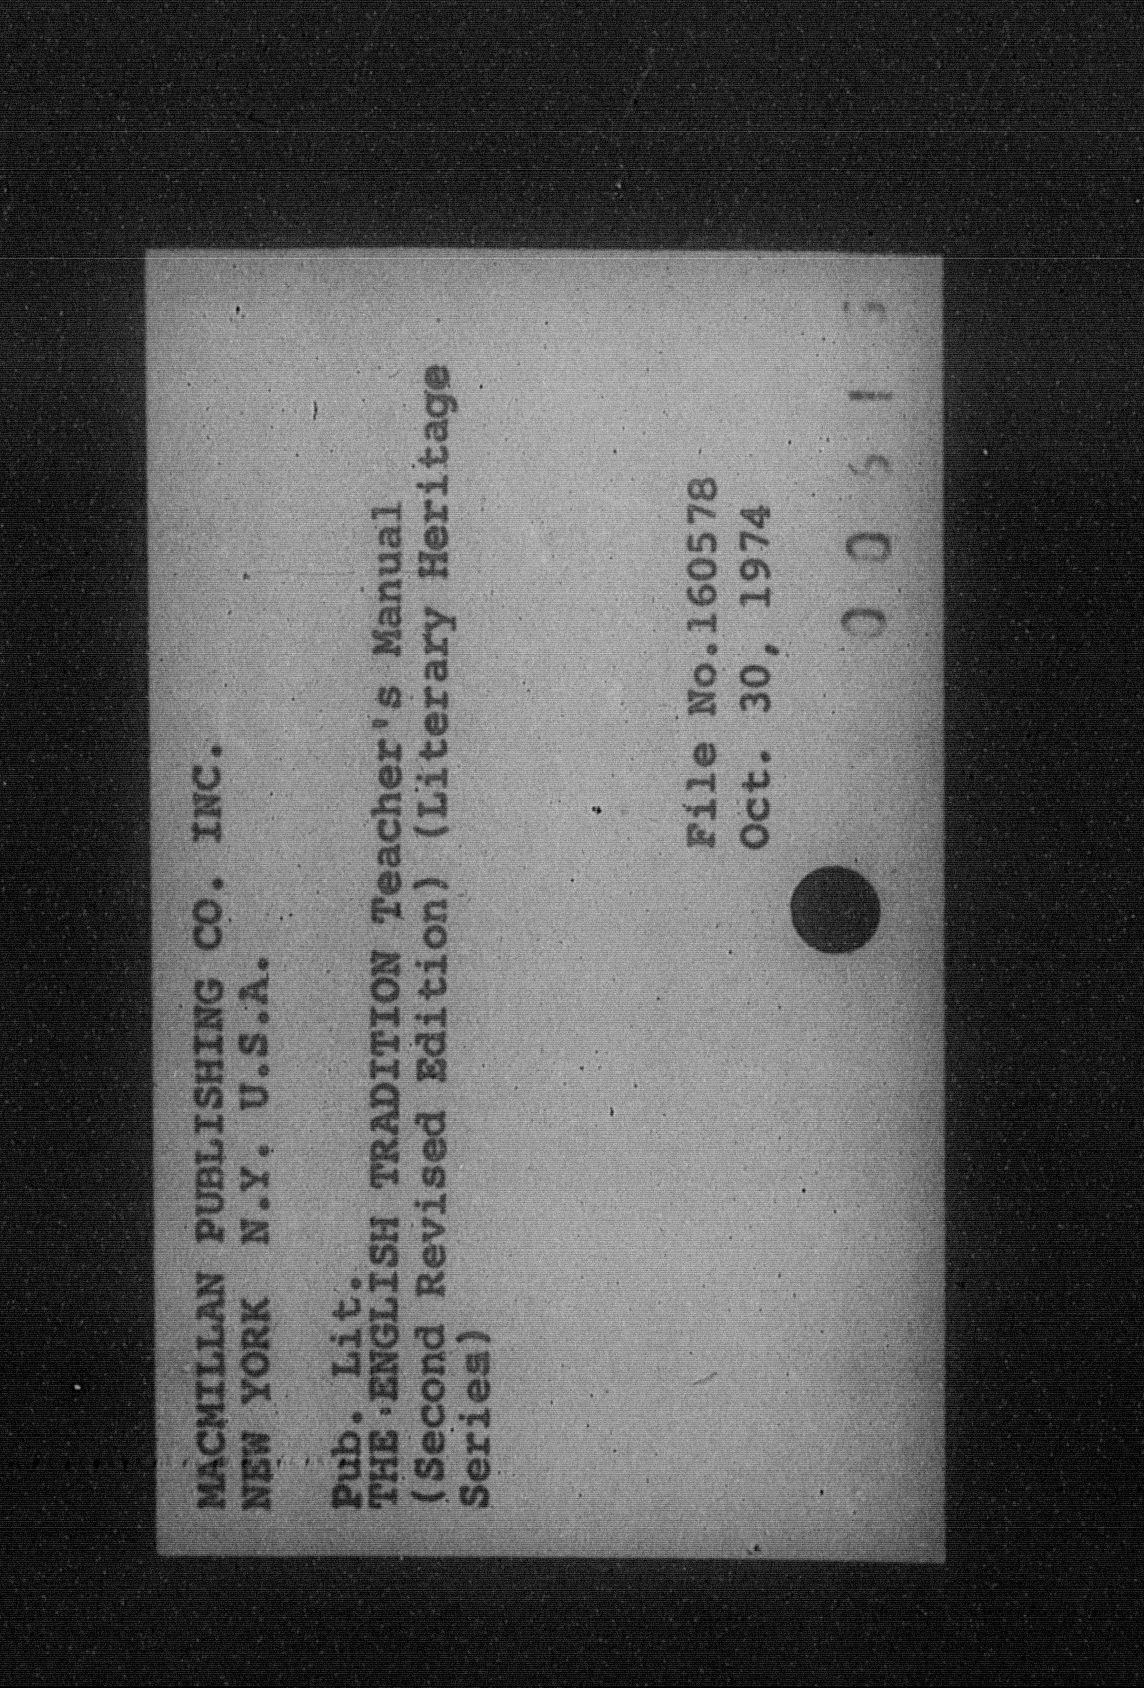 MACMILLAN PUBLISHING CO. INC.
NEW YORK N.Y. U.S.A.
Pub. Lit.
THE ENGLISH TRADITION Teacher's Manual
(Second Revised Edition) (Literary Heritage
Series)
File No.160578
Oct. 30, 1974